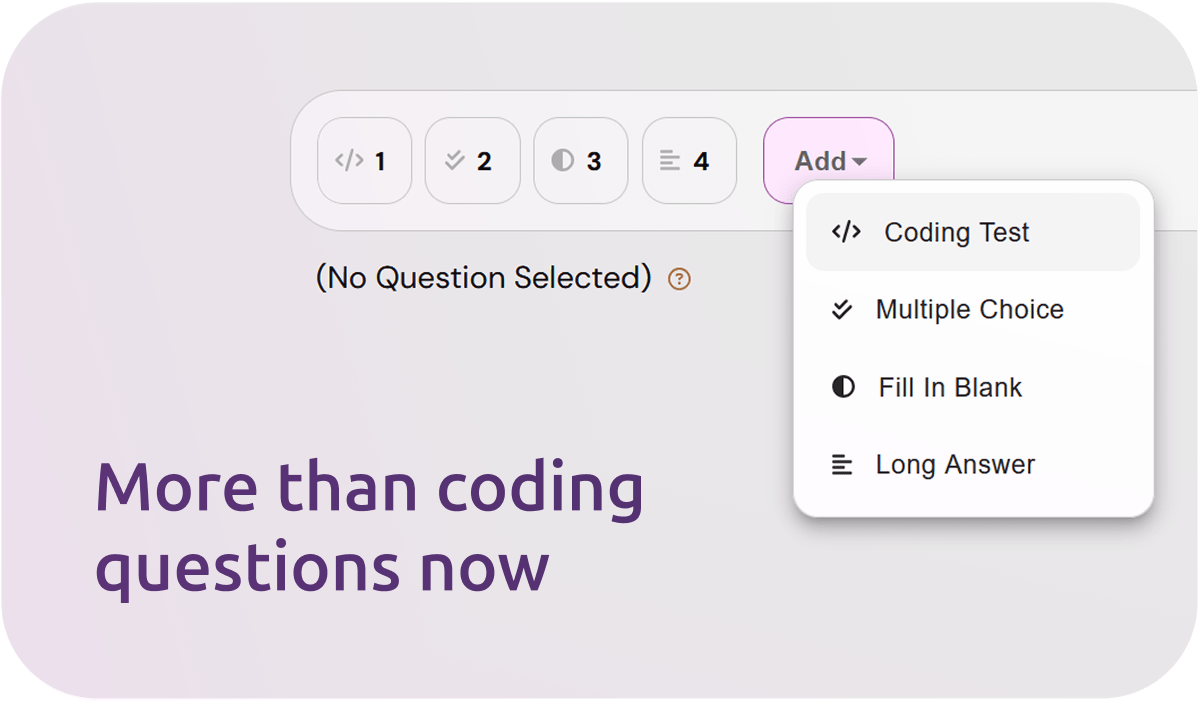 </> 1 2 3 4 Add
(No Question Selected) ?
</> Coding Test
Multiple Choice
Fill In Blank
Long Answer
More than coding
questions now